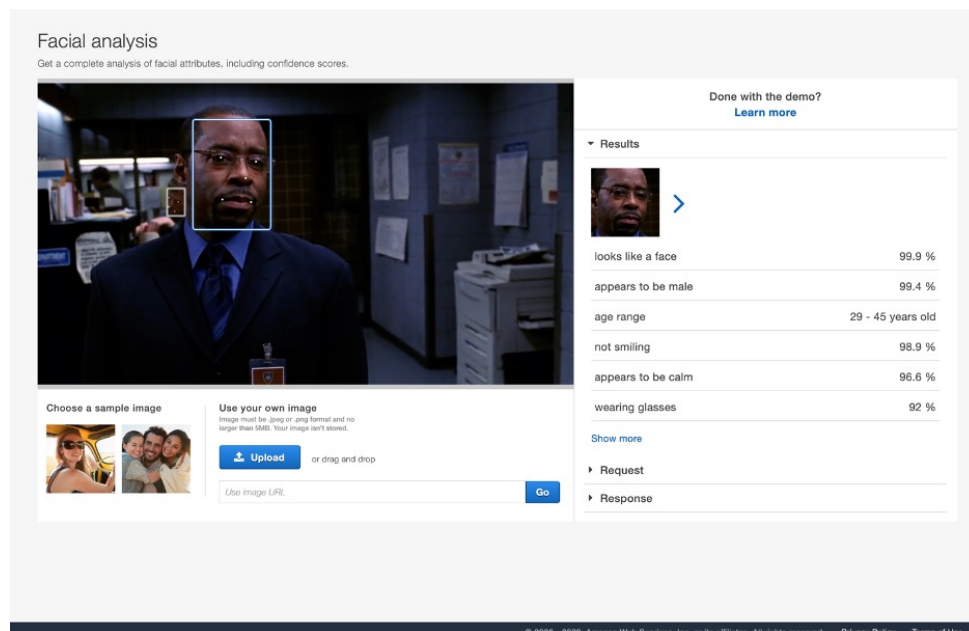 Facial analysis
Get a complete analysis of facial attributes, including confidence scores.
Done with the demo?
Learn more
Results
looks like a face 99.9 %
appears to be male 99.4 %
age range 29 - 45 years old
not smiling 98.9 %
appears to be calm 96.6 %
wearing glasses 92 %
Show more
Request
Response
Choose a sample image
Use your own image
Image must be .jpeg or .png format and no
larger than 5MB. Your image isn't stored.
Upload or drag and drop
Use image URL Go